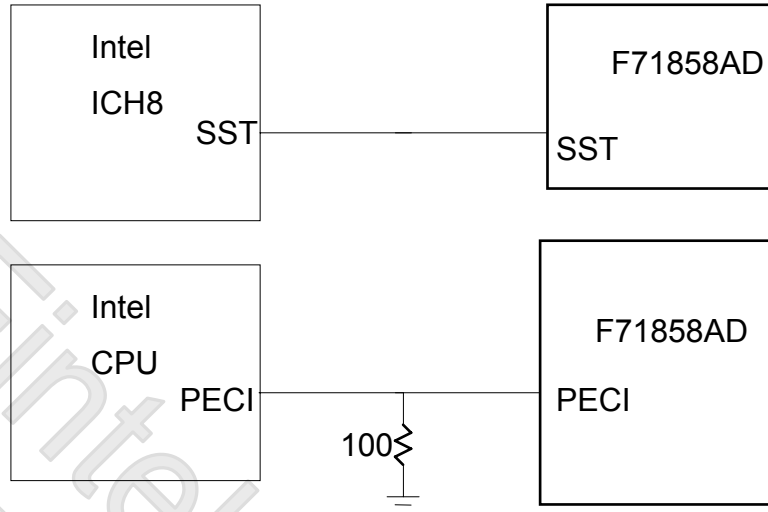 Intel
ICH8
SST
F71858AD
SST
Intel
CPU
PECI
100
F71858AD
PECI